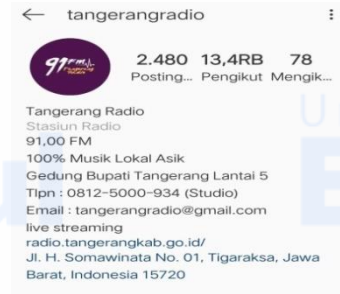 tangerangradio
91FM
2.480 13,4RB 78
Posting... Pengikut Mengik...
Tangerang Radio
Stasiun Radio
91,00 FM
100% Musik Lokal Asik
Gedung Bupati Tangerang Lantai 5
Tlpn : 0812-5000-934 (Studio)
Email : tangerangradio@gmail.com
live streaming
radio.tangerangkab.go.id/
Jl. H. Somawinata No. 01, Tigaraksa, Jawa
Barat, Indonesia 15720